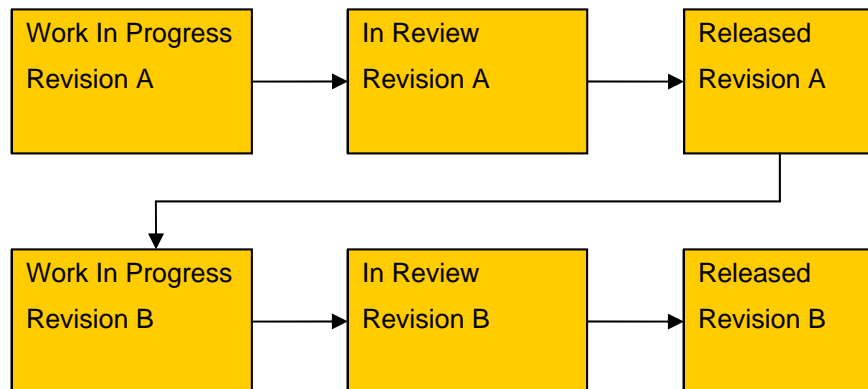 Work In Progress
Revision A
In Review
Revision A
Released
Revision A
Work In Progress
Revision B
In Review
Revision B
Released
Revision B